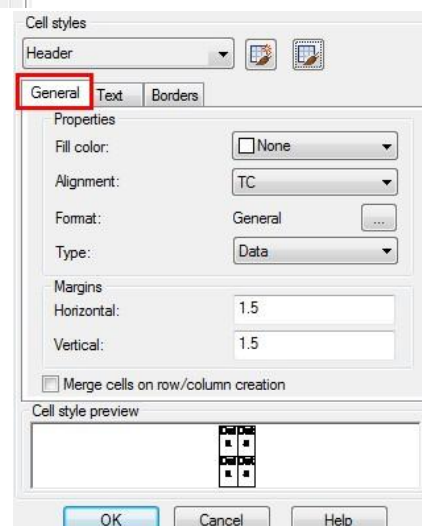 Cell styles
Header
General Text Borders
Properties
Fill color: None
Alignment: TC
Format: General ...
Type: Data
Margins
Horizontal: 1.5
Vertical: 1.5
Merge cells on row/column creation
Cell style preview
OK Cancel Help